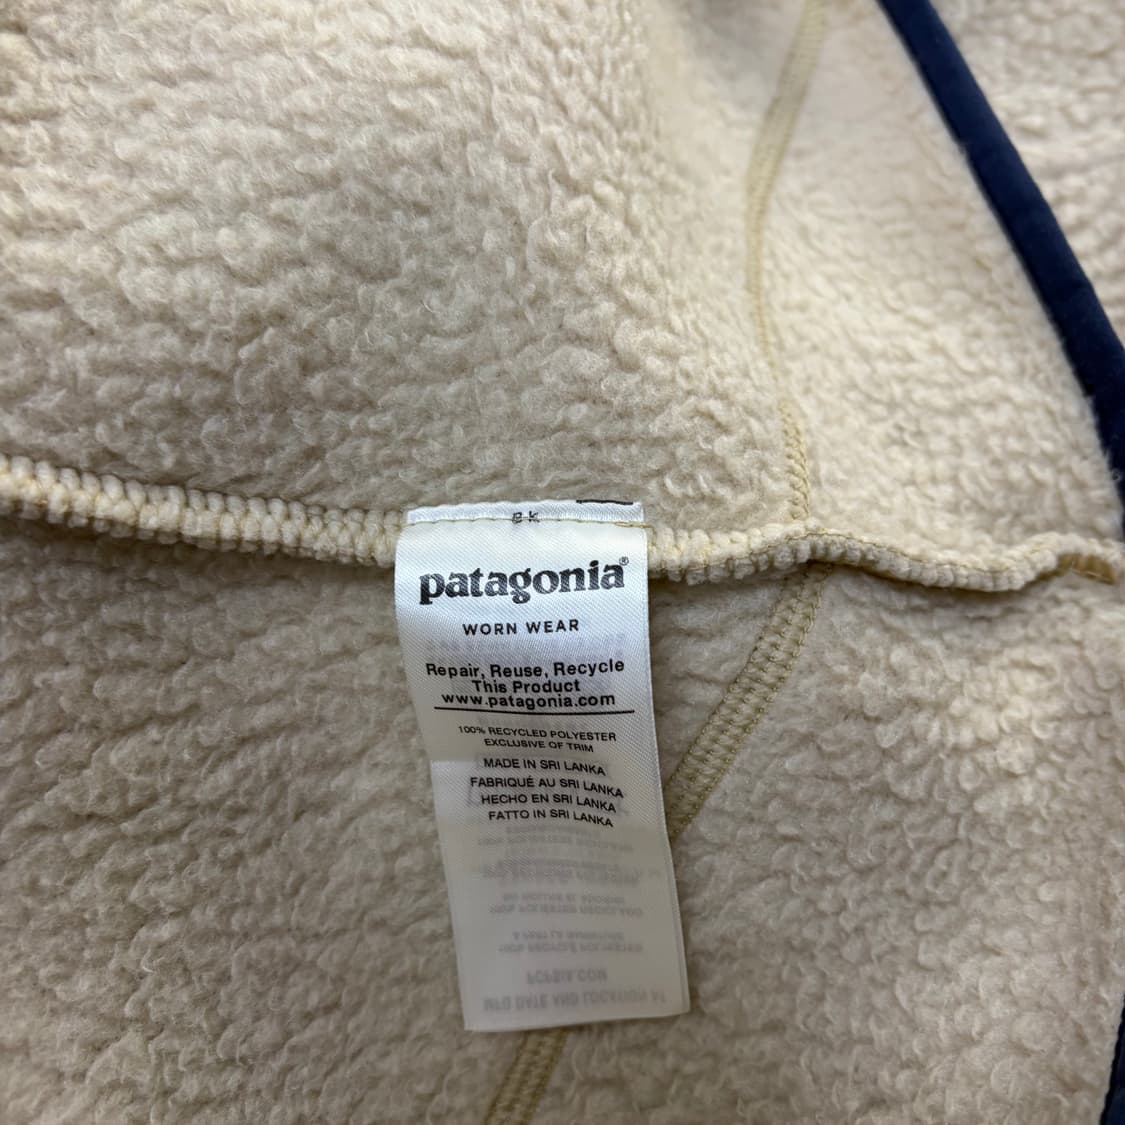 patagonia®
WORN WEAR
Repair, Reuse, Recycle
This Product
www.patagonia.com
100% RECYCLED POLYESTER
EXCLUSIVE OF TRIM
MADE IN SRI LANKA
FABRIQUÉ AU SRI LANKA
HECHO EN SRI LANKA
FATTO IN SRI LANKA